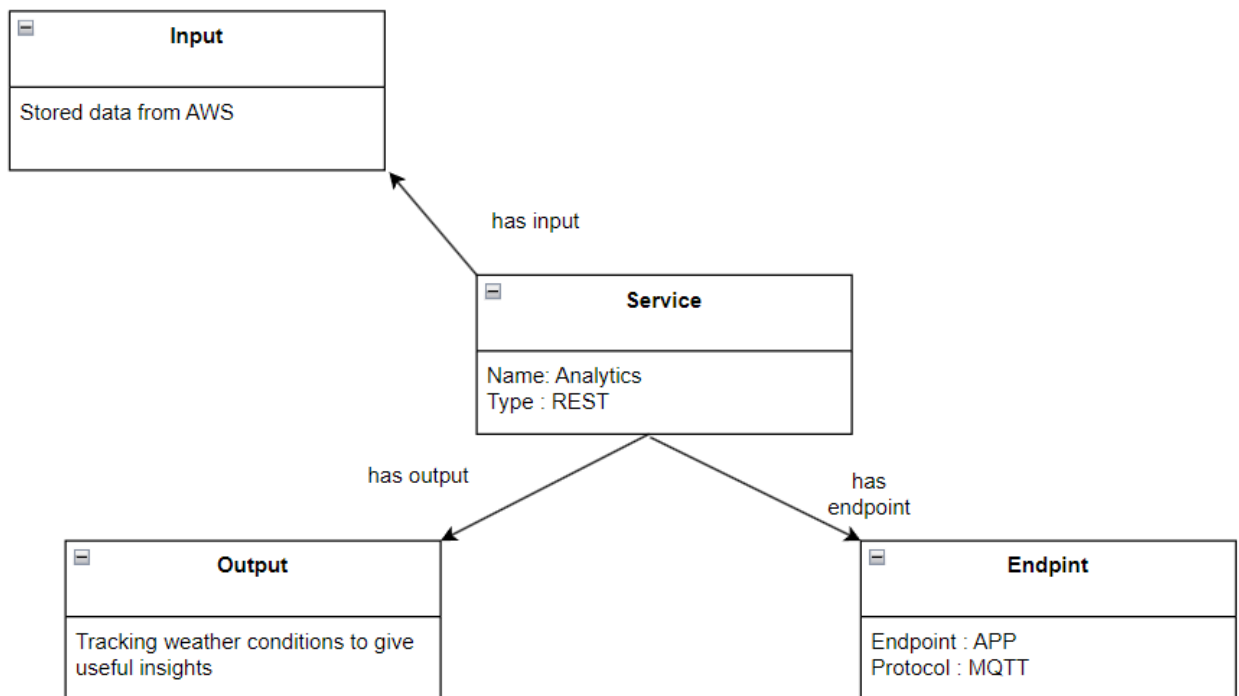 Input
Stored data from AWS
has input
Service
Name: Analytics
Type : REST
has output
has
endpoint
Output
Tracking weather conditions to give
useful insights
Endpint
Endpoint : APP
Protocol : MQTT